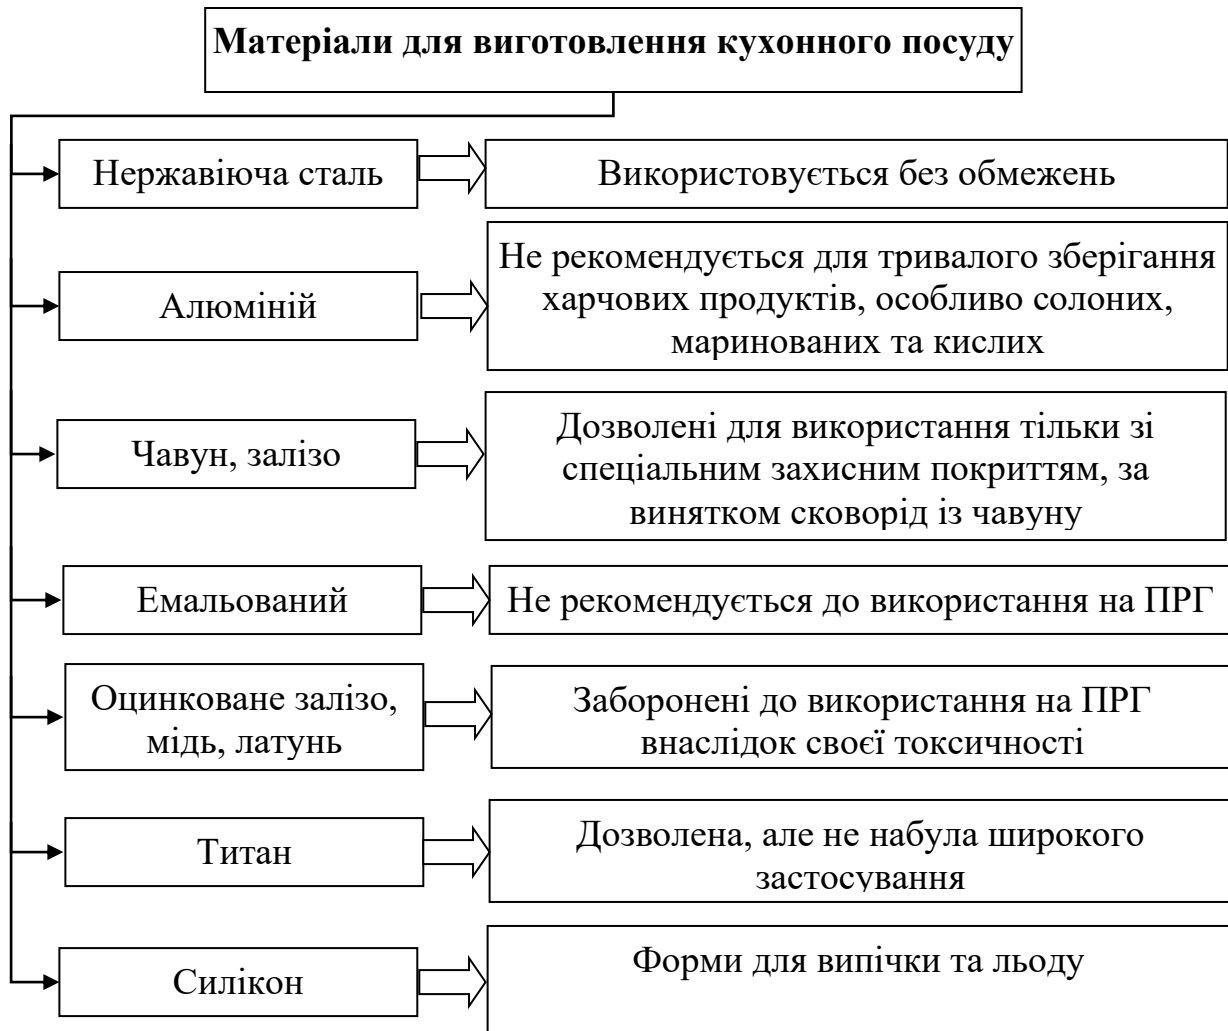 Матеріали для виготовлення кухонного посуду
Нержавіюча сталь
Використовується без обмежень
Алюміній
Не рекомендується для тривалого зберігання
харчових продуктів, особливо солоних,
маринованих та кислих
Чавун, залізо
Дозволені для використання тільки зі
спеціальним захисним покриттям, за
винятком сковорід із чавуну
Емальований
Не рекомендується до використання на ПРГ
Оцинковане залізо,
мідь, латунь
Заборонені до використання на ПРГ
внаслідок своєї токсичності
Титан
Дозволена, але не набула широкого
застосування
Силікон
Форми для випічки та льоду